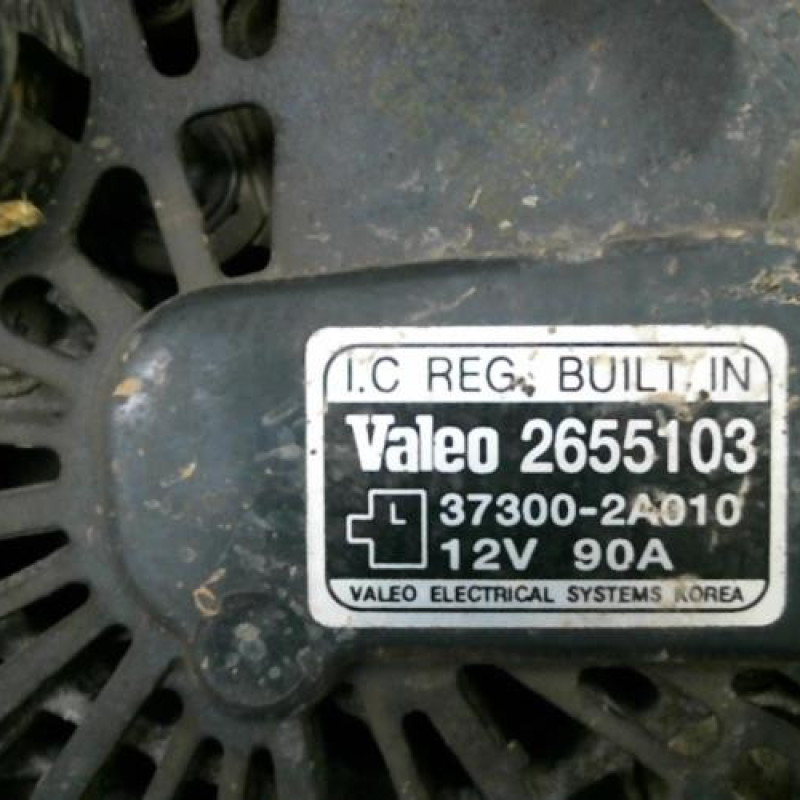 I.C REG. BUILT IN
Valeo 2655103
L 37300-2A010
12V 90A
VALEO ELECTRICAL SYSTEMS KOREA